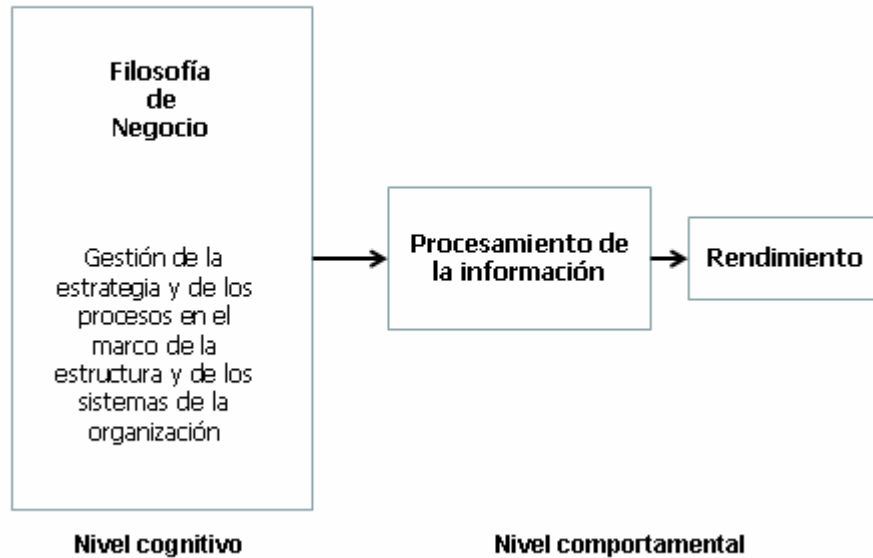 Filosofía
de
Negocio
Gestión de la
estrategia y de los
procesos en el
marco de la
estructura y de los
sistemas de la
organización
Procesamiento de
la información
Rendimiento
Nivel cognitivo
Nivel comportamental